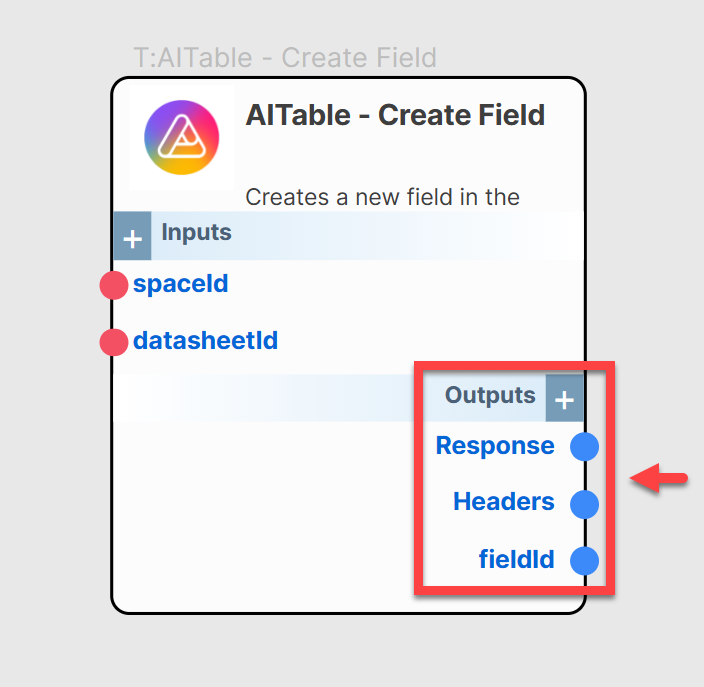 T:AITable - Create Field
AITable - Create Field
Creates a new field in the
+ Inputs
spaceId
datasheetId
Outputs +
Response
Headers
fieldId